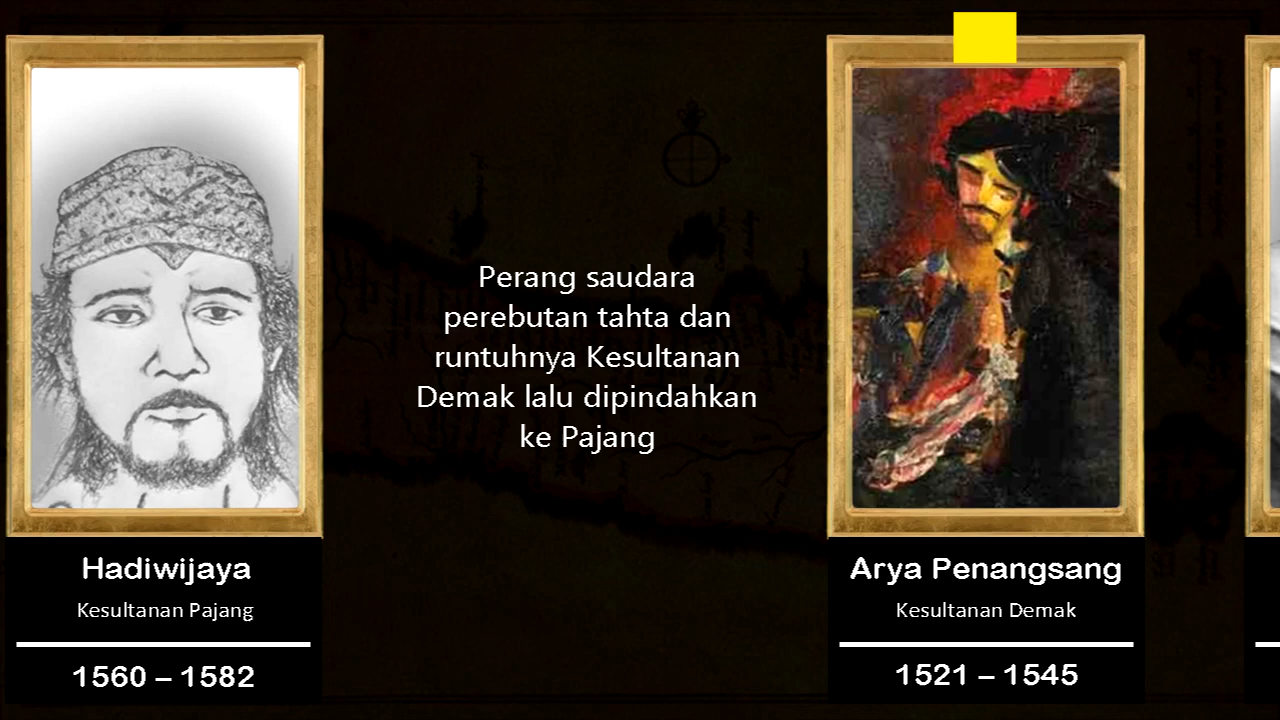 Perang saudara
perebutan tahta dan
runtuhnya Kesultanan
Demak lalu dipindahkan
ke Pajang
Hadiwijaya
Kesultanan Pajang
1560 – 1582
Arya Penangsang
Kesultanan Demak
1521 – 1545